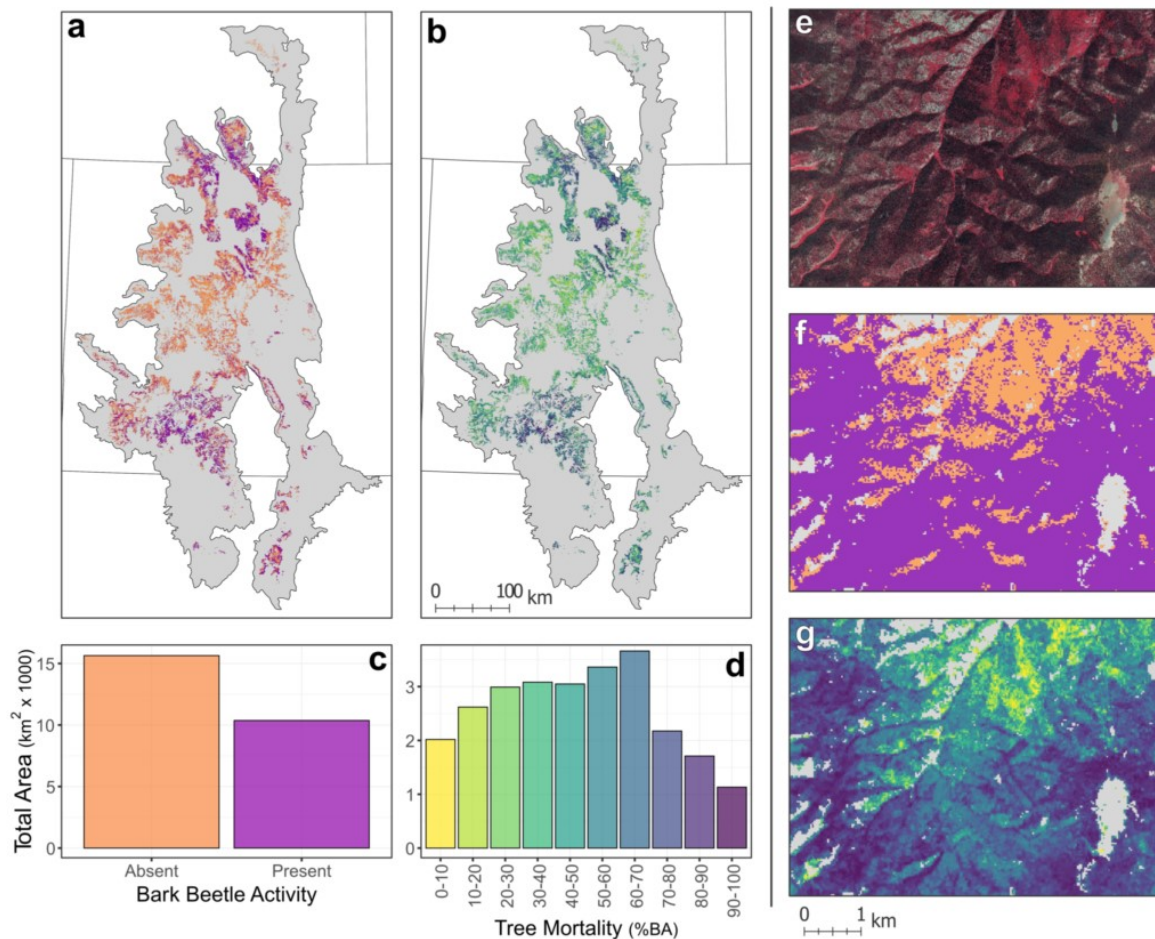 a
b
0 100
km
c
15
10
5
0
Total Area (km² x 1000)
Absent Present
Bark Beetle Activity
d
3
2
1
0
0-10
10-20
20-30
30-40
40-50
50-60
60-70
70-80
80-90
90-100
Tree Mortality (%BA)
e
f
g
0 1
km